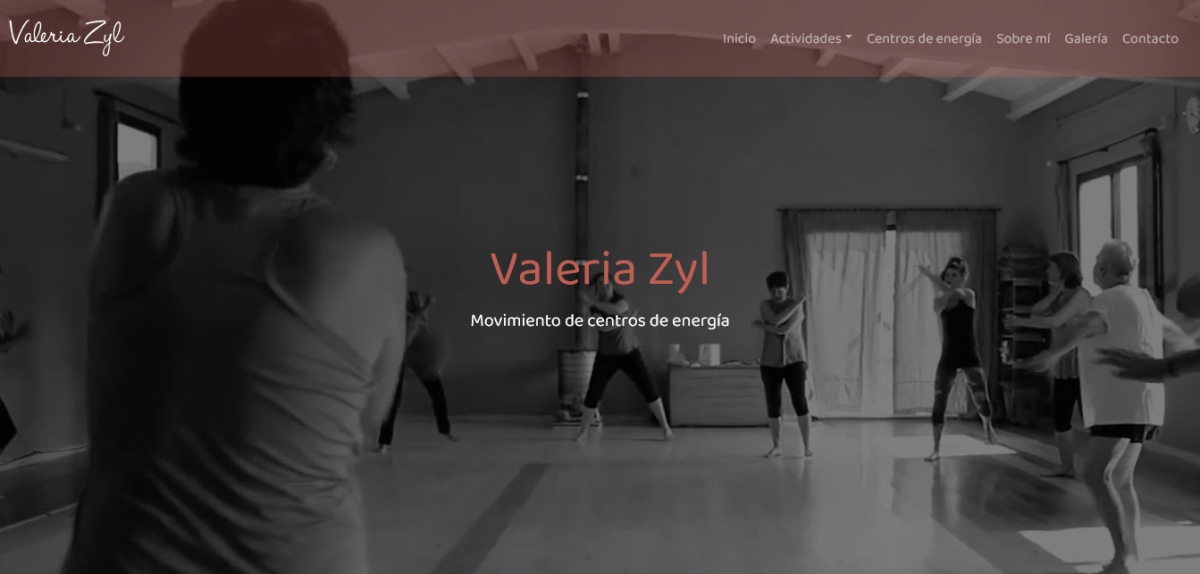 Valeria Zyl
Inicio Actividades Centros de energía Sobre mí Galería Contacto
Valeria Zyl
Movimiento de centros de energía